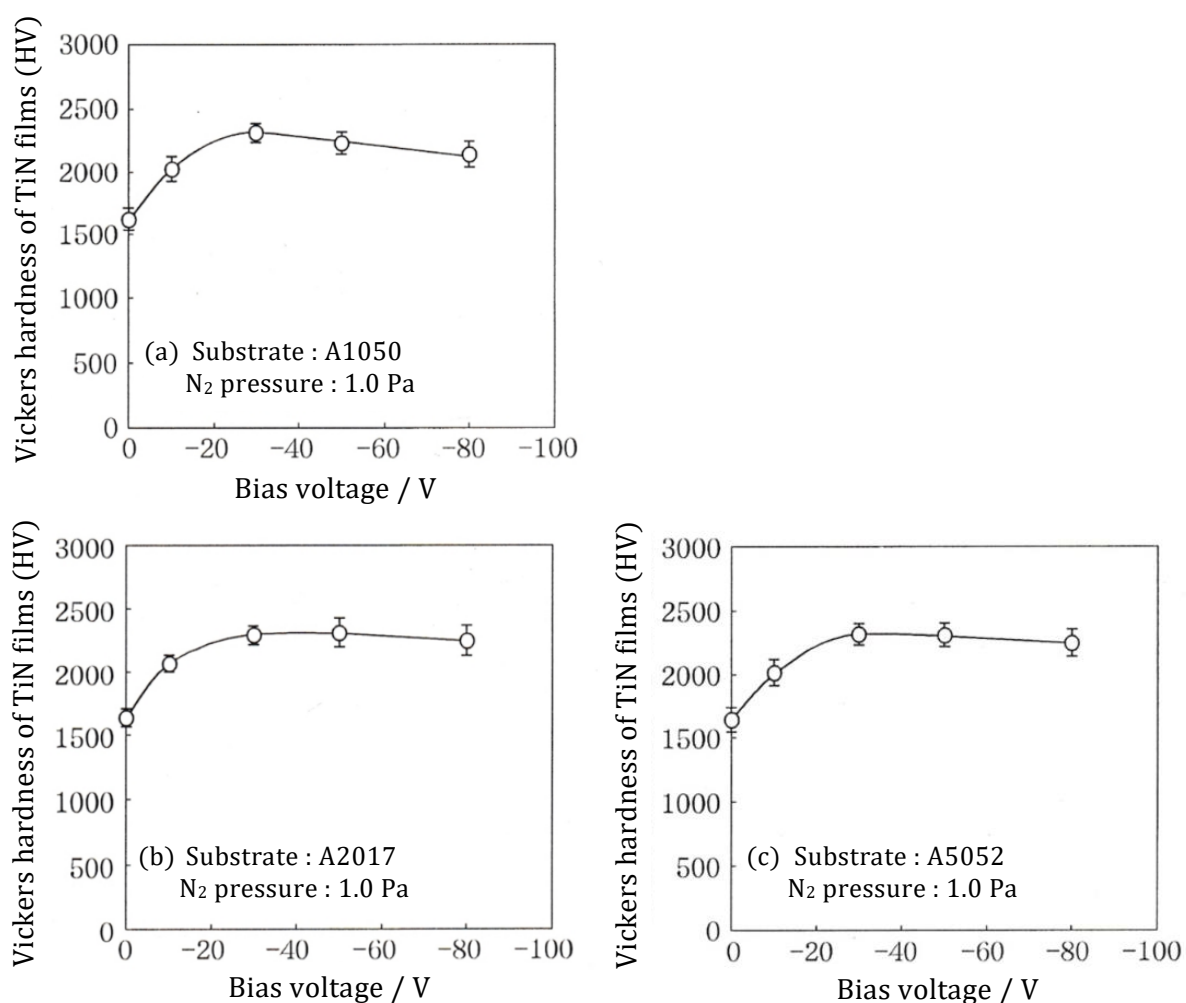 Vickers hardness of TiN films (HV)
3000
2500
2000
1500
1000
500
0
(a) Substrate : A1050
N₂ pressure : 1.0 Pa
0 -20 -40 -60 -80 -100
Bias voltage / V
Vickers hardness of TiN films (HV)
3000
2500
2000
1500
1000
500
0
(b) Substrate : A2017
N₂ pressure : 1.0 Pa
0 -20 -40 -60 -80 -100
Bias voltage / V
Vickers hardness of TiN films (HV)
3000
2500
2000
1500
1000
500
0
(c) Substrate : A5052
N₂ pressure : 1.0 Pa
0 -20 -40 -60 -80 -100
Bias voltage / V